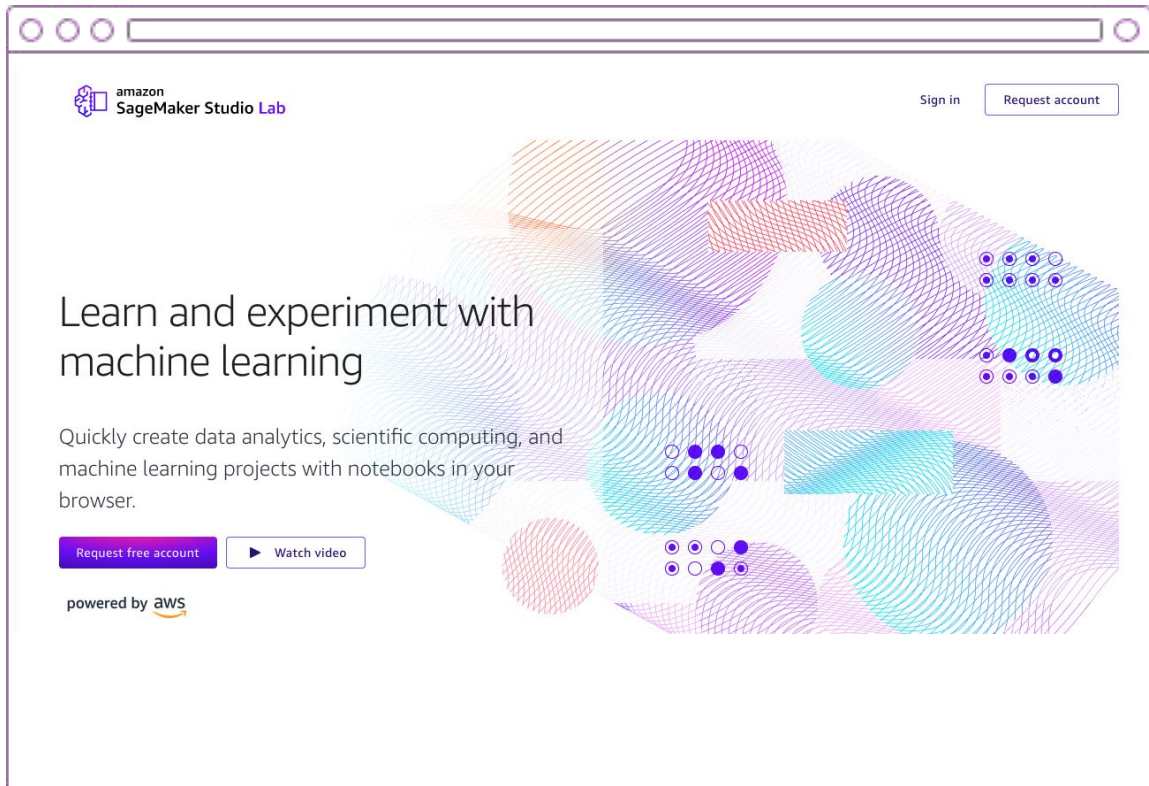 amazon
SageMaker Studio Lab
Sign in
Request account
Learn and experiment with
machine learning
Quickly create data analytics, scientific computing, and
machine learning projects with notebooks in your
browser.
Request free account
Watch video
powered by aws